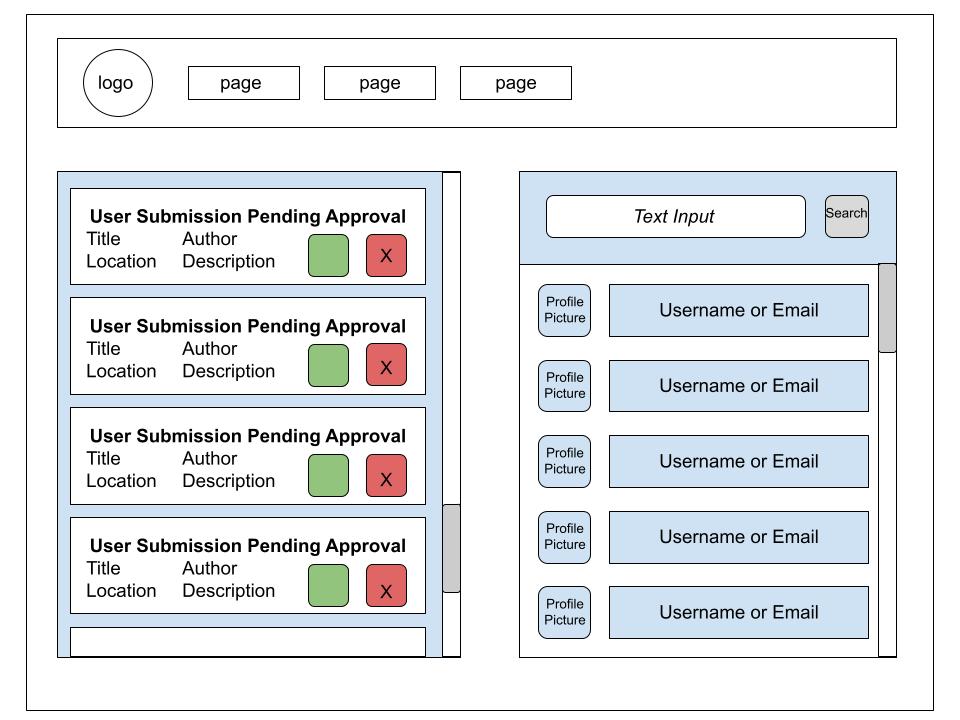 logo page page page
User Submission Pending Approval
Title Author
Location Description X
User Submission Pending Approval
Title Author
Location Description X
User Submission Pending Approval
Title Author
Location Description X
User Submission Pending Approval
Title Author
Location Description X
Text Input Search
Profile
Picture
Username or Email
Profile
Picture
Username or Email
Profile
Picture
Username or Email
Profile
Picture
Username or Email
Profile
Picture
Username or Email